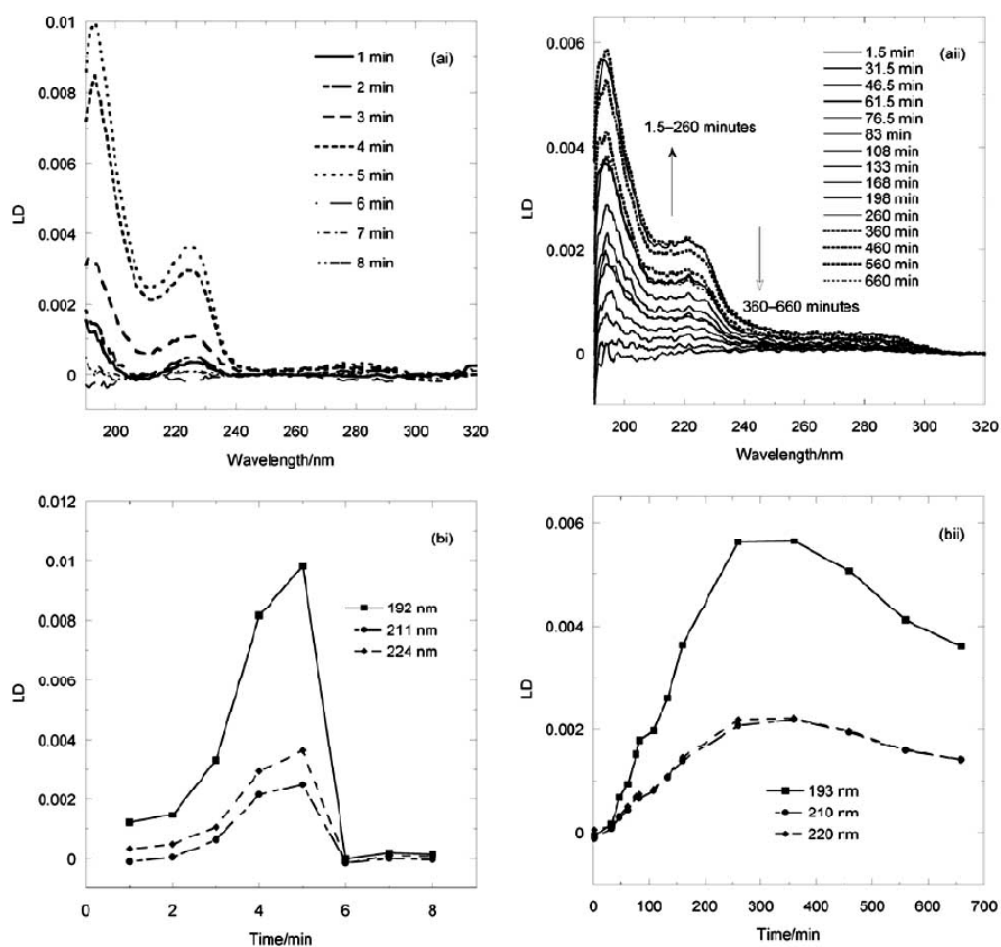 0.01
0.008
0.006
0.004
0.002
0
LD
1 min
2 min
3 min
4 min
5 min
6 min
7 min
8 min
(ai)
200 220 240 260 280 300 320
Wavelength/nm
0.006
0.004
0.002
0
LD
1.5–260 minutes
360–660 minutes
(aii)
1.5 min
31.5 min
46.5 min
61.5 min
76.5 min
83 min
108 min
133 min
168 min
198 min
260 min
360 min
460 min
560 min
660 min
200 220 240 260 280 300 320
Wavelength/nm
0.012
0.01
0.008
0.006
0.004
0.002
0
LD
(bi)
192 nm
211 nm
224 nm
0 2 4 6 8
Time/min
0.006
0.004
0.002
0
LD
(bii)
193 nm
210 nm
220 nm
0 100 200 300 400 500 600 700
Time/min